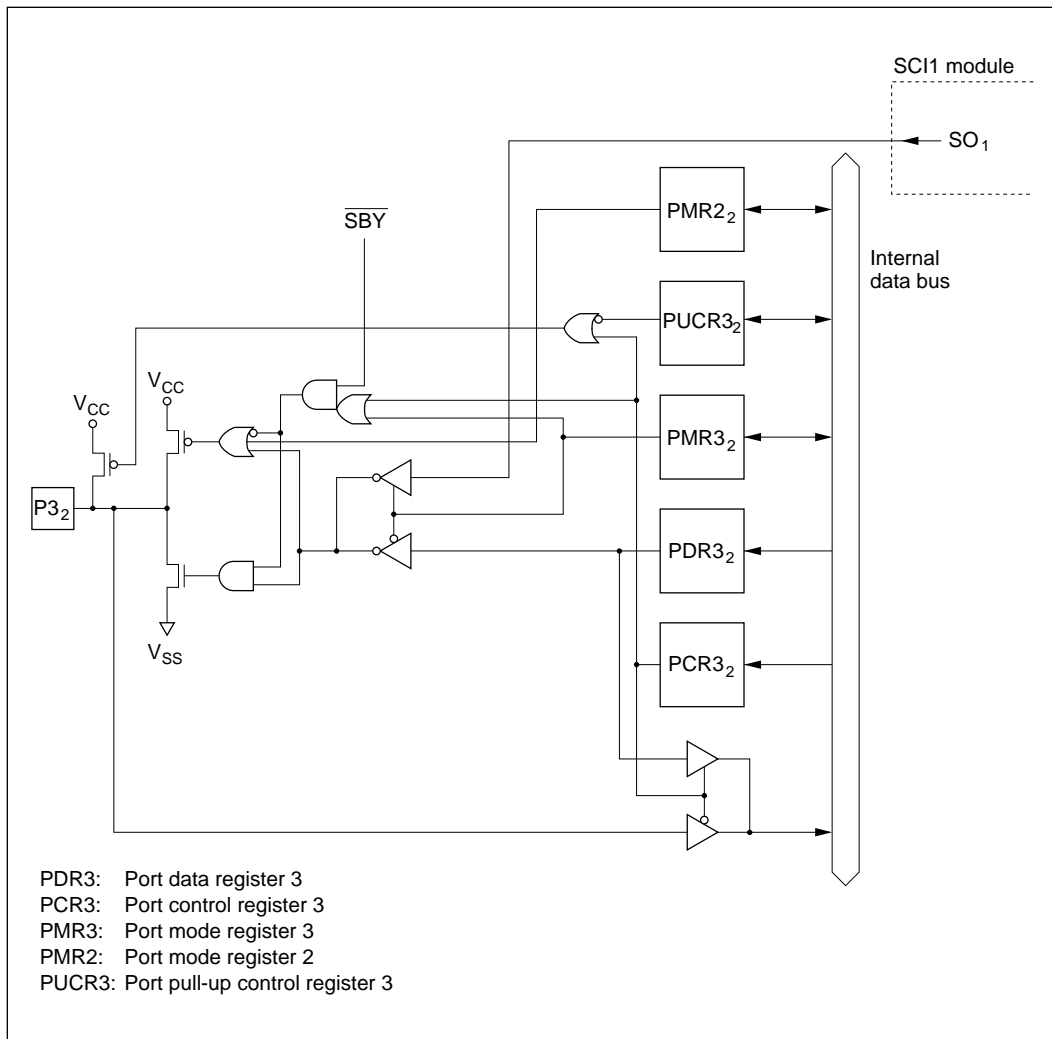 SCI1 module
SO1
PMR22
SBY
Internal
data bus
PUCR32
VCC
VCC
PMR32
P32
PDR32
VSS
PCR32
PDR3: Port data register 3
PCR3: Port control register 3
PMR3: Port mode register 3
PMR2: Port mode register 2
PUCR3: Port pull-up control register 3